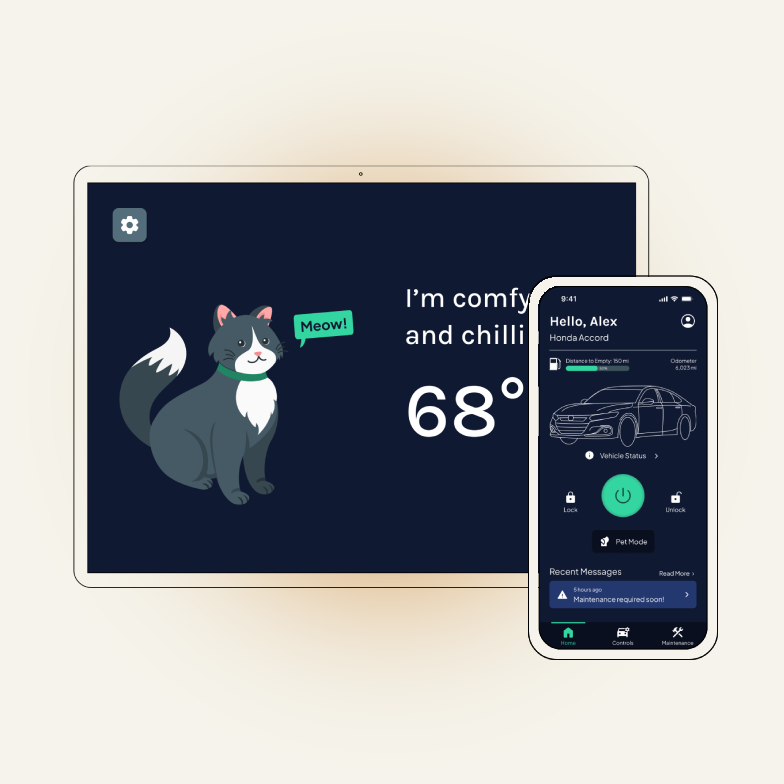 Meow!
I'm comfy
and chilli
68°
9:41
Hello, Alex
Honda Accord
Distance to Empty: 150 mi
Odometer
6,023 mi
Vehicle Status
Lock
Unlock
Pet Mode
Recent Messages
Read More
5 hours ago
Maintenance required soon!
Home
Controls
Maintenance